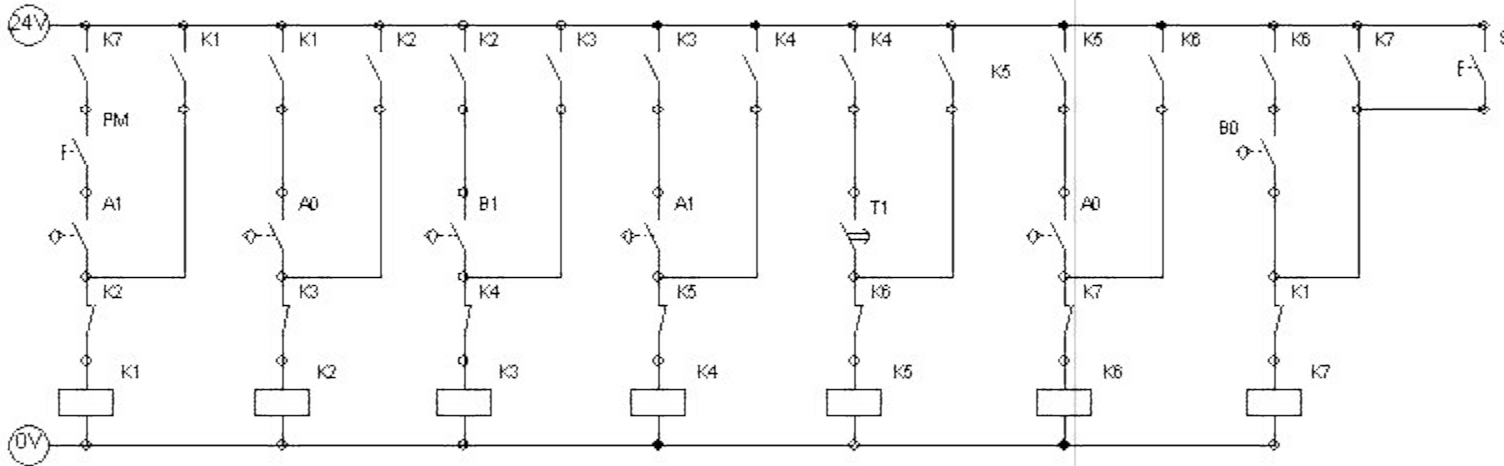 24V
K7 K1 K1 K2 K2 K3 K3 K4 K4 K5 K5 K6 K6 K7 S
PM
B0
A1 A0 B1 A1 T1 A0
K2 K3 K4 K5 K6 K7 K1
K1 K2 K3 K4 K5 K6 K7
0V